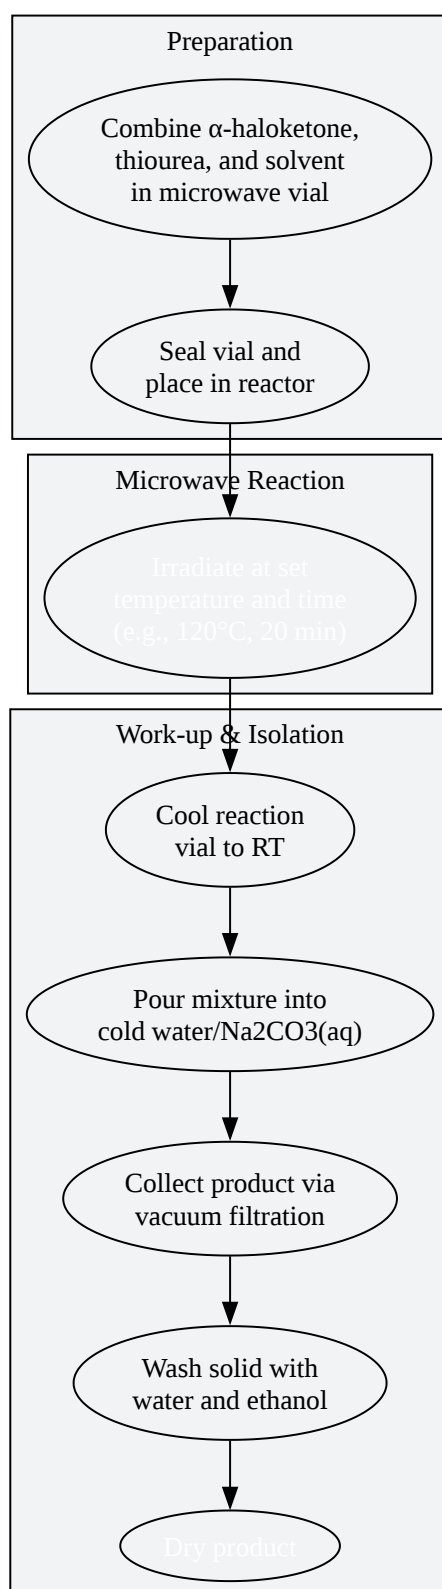 Preparation
Combine α-haloketone,
thiourea, and solvent
in microwave vial
Seal vial and
place in reactor
Microwave Reaction
Irradiate at set
temperature and time
(e.g., 120°C, 20 min)
Work-up & Isolation
Cool reaction
vial to RT
Pour mixture into
cold water/Na2CO3(aq)
Collect product via
vacuum filtration
Wash solid with
water and ethanol
Dry product